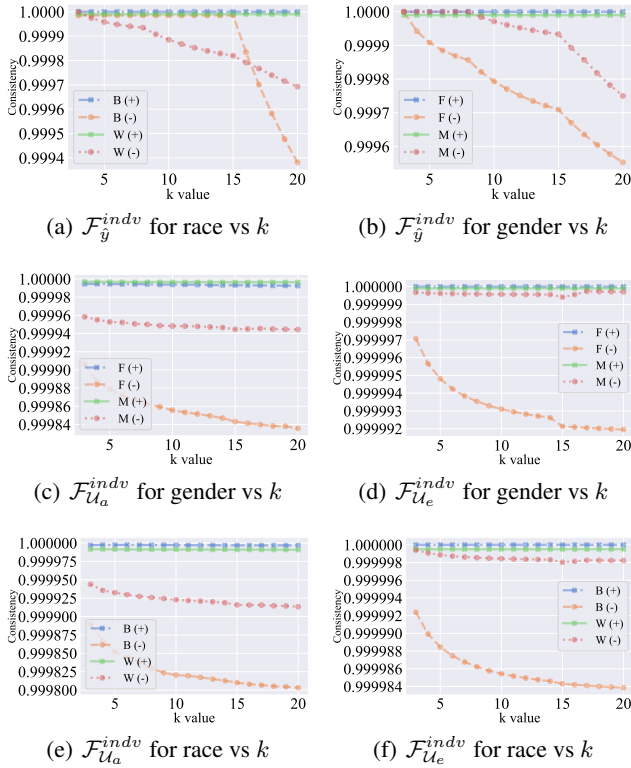 1.0000
0.9999
0.9998
0.9997
0.9996
0.9995
0.9994
Consistency
B (+)
B (-)
W (+)
W (-)
5 10 15 20
k value
(a) $\mathcal{F}_{\hat{y}}^{indv}$ for race vs k
1.0000
0.9999
0.9998
0.9997
0.9996
Consistency
F (+)
F (-)
M (+)
M (-)
5 10 15 20
k value
(b) $\mathcal{F}_{\hat{y}}^{indv}$ for gender vs k
1.00000
0.99998
0.99996
0.99994
0.99992
0.99990
0.99988
0.99986
0.99984
Consistency
F (+)
F (-)
M (+)
M (-)
5 10 15 20
k value
(c) $\mathcal{F}_{\mathcal{U}_a}^{indv}$ for gender vs k
1.000000
0.999999
0.999998
0.999997
0.999996
0.999995
0.999994
0.999993
0.999992
Consistency
F (+)
F (-)
M (+)
M (-)
5 10 15 20
k value
(d) $\mathcal{F}_{\mathcal{U}_e}^{indv}$ for gender vs k
1.000000
0.999975
0.999950
0.999925
0.999900
0.999875
0.999850
0.999825
0.999800
Consistency
B (+)
B (-)
W (+)
W (-)
5 10 15 20
k value
(e) $\mathcal{F}_{\mathcal{U}_a}^{indv}$ for race vs k
1.000000
0.999998
0.999996
0.999994
0.999992
0.999990
0.999988
0.999986
0.999984
Consistency
B (+)
B (-)
W (+)
W (-)
5 10 15 20
k value
(f) $\mathcal{F}_{\mathcal{U}_e}^{indv}$ for race vs k